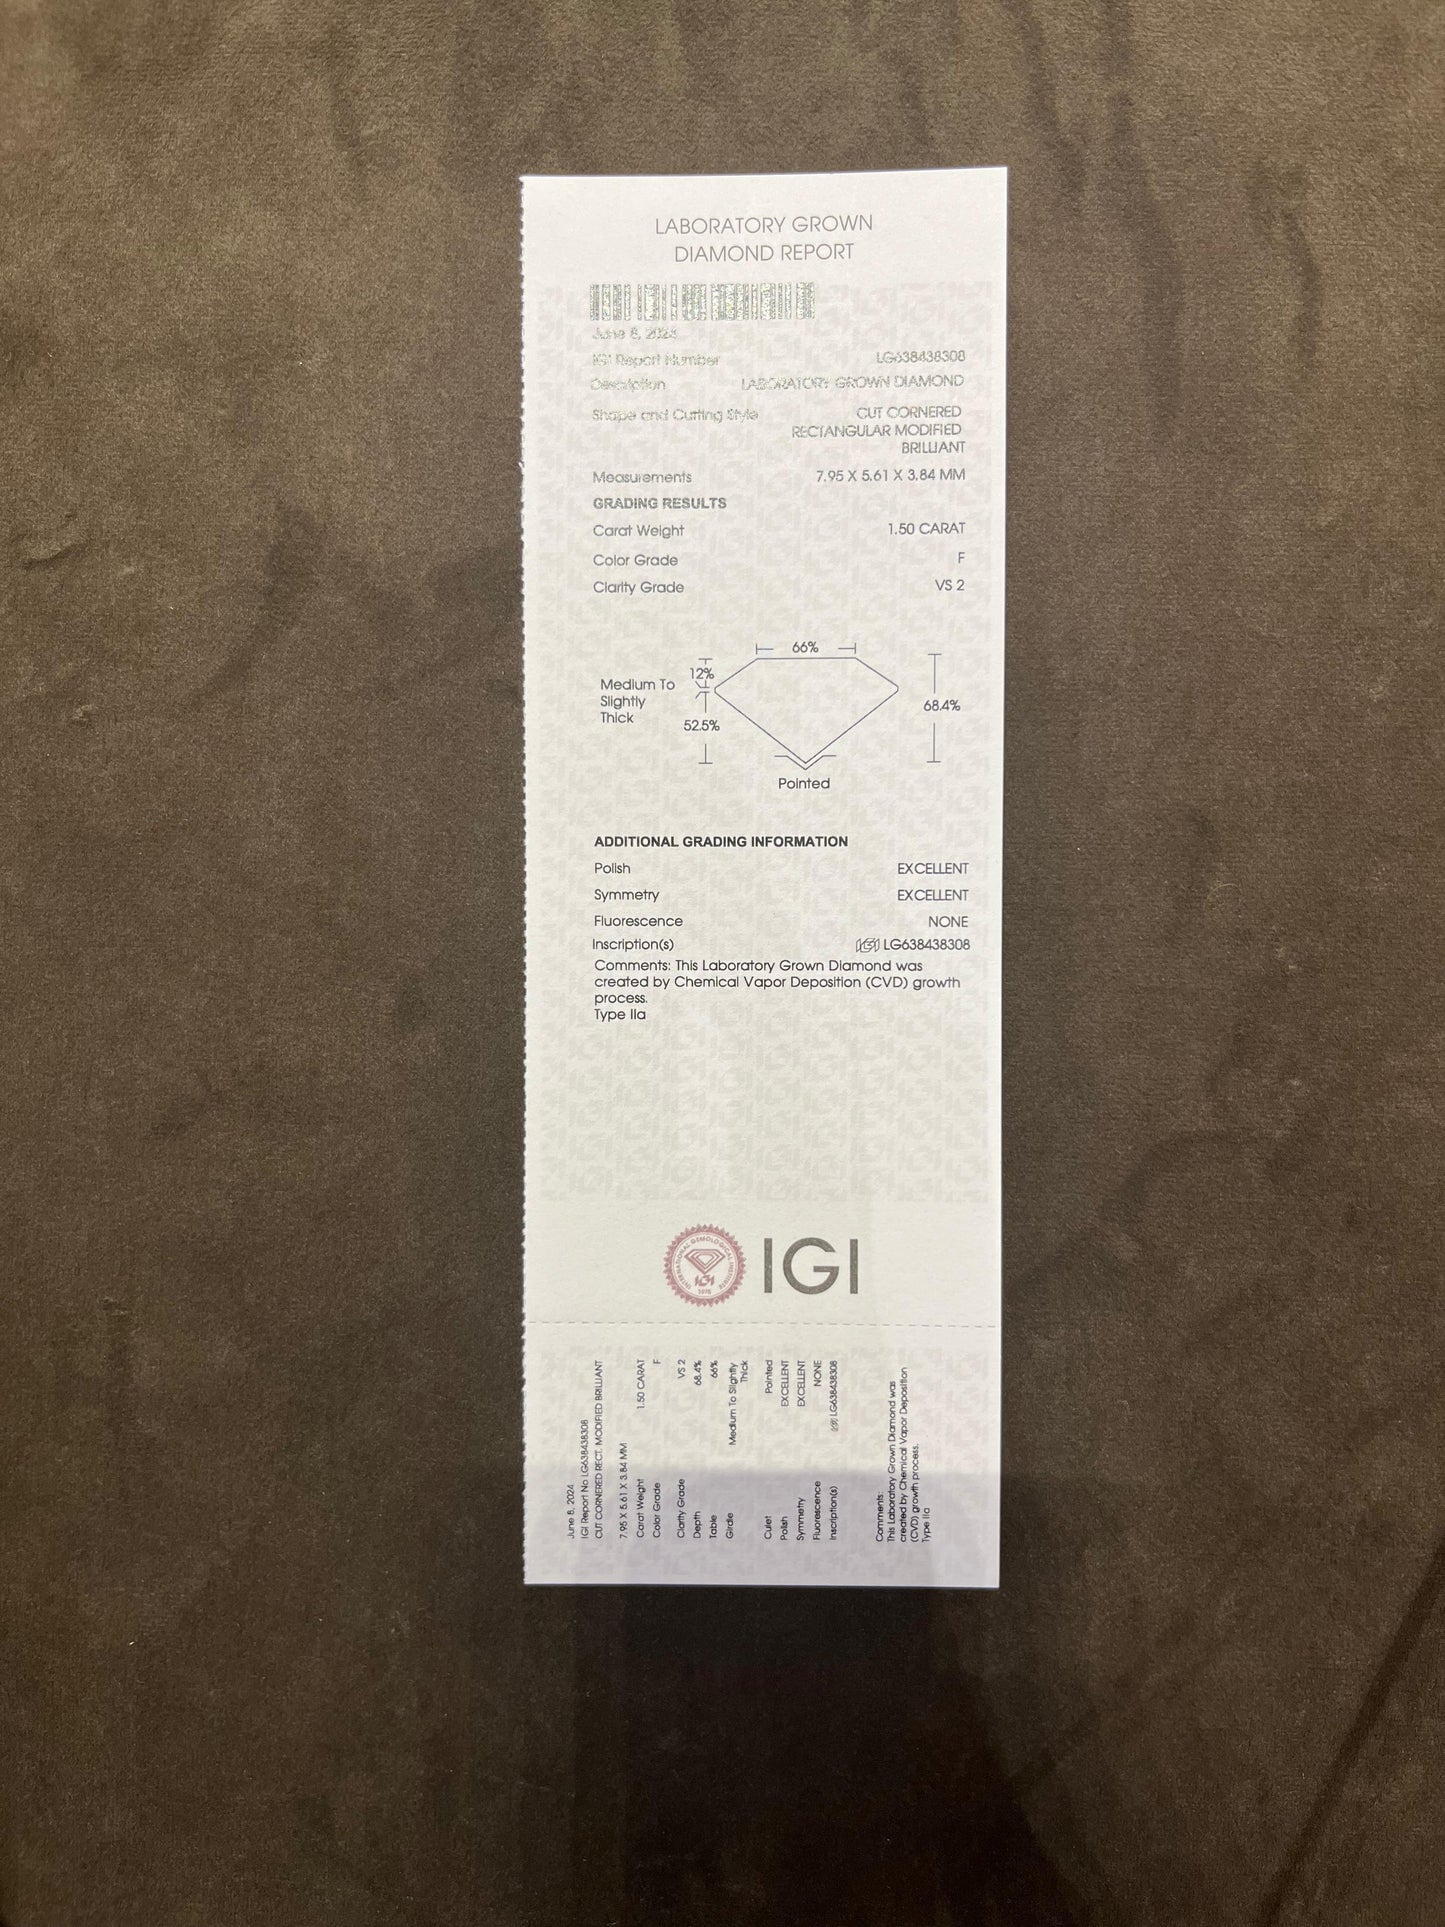 LABORATORY GROWN
DIAMOND REPORT
June 8, 2024
IGI Report Number LG638438308
Description LABORATORY GROWN DIAMOND
Shape and Cutting Style CUT CORNERED
RECTANGULAR MODIFIED
BRILLIANT
Measurements 7.95 X 5.61 X 3.84 MM
GRADING RESULTS
Carat Weight 1.50 CARAT
Color Grade F
Clarity Grade VS 2
66%
12%
Medium To
Slightly
Thick
68.4%
52.5%
Pointed
ADDITIONAL GRADING INFORMATION
Polish EXCELLENT
Symmetry EXCELLENT
Fluorescence NONE
Inscription(s) IGI LG638438308
Comments: This Laboratory Grown Diamond was
created by Chemical Vapor Deposition (CVD) growth
process.
Type IIa
INTERNATIONAL GEMOLOGICAL INSTITUTE
IGI
1975
IGI
June 8, 2024
IGI Report No LG638438308
CUT CORNERED RECT. MODIFIED BRILLIANT
7.95 X 5.61 X 3.84 MM
Carat Weight 1.50 CARAT
Color Grade F
Clarity Grade VS 2
Depth 68.4%
Table 66%
Girdle Medium To Slightly
Thick
Culet Pointed
Polish EXCELLENT
Symmetry EXCELLENT
Fluorescence NONE
Inscription(s) IGI LG638438308
Comments:
This Laboratory Grown Diamond was
created by Chemical Vapor Deposition
(CVD) growth process.
Type IIa